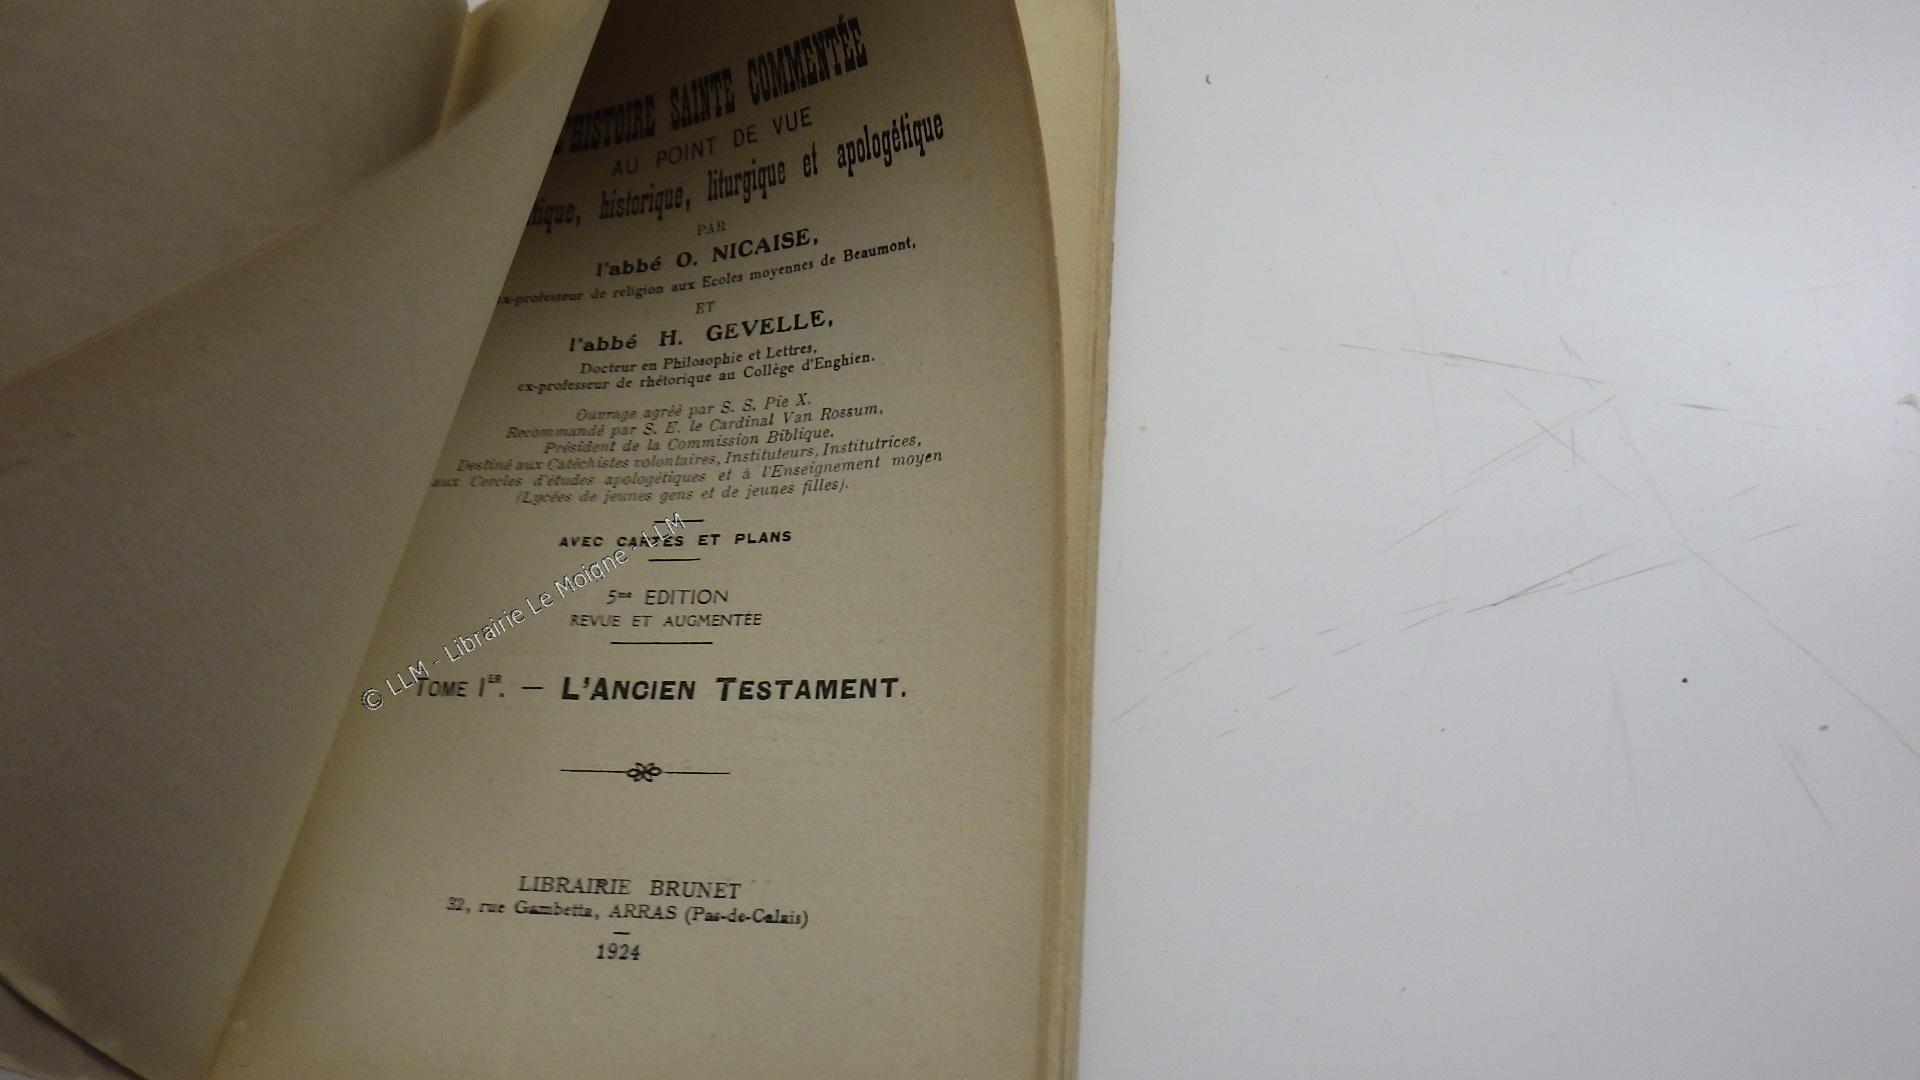 L'HISTOIRE SAINTE COMMENTÉE
AU POINT DE VUE
historique, liturgique et apologétique
PAR
l'abbé O. NICAISE,
ex-professeur de religion aux Ecoles moyennes de Beaumont,
ET
l'abbé H. GEVELLE,
Docteur en Philosophie et Lettres,
ex-professeur de rhétorique au Collège d'Enghien.
Ouvrage agréé par S. S. Pie X.
Recommandé par S. E. le Cardinal Van Rossum,
Président de la Commission Biblique.
Destiné aux Catéchistes volontaires, Instituteurs, Institutrices,
aux Cercles d'études apologétiques et à l'Enseignement moyen
(Lycées de jeunes gens et de jeunes filles).
AVEC CARTES ET PLANS
5me EDITION
REVUE ET AUGMENTÉE
TOME IER. — L'ANCIEN TESTAMENT.
LIBRAIRIE BRUNET
32, rue Gambetta, ARRAS (Pas-de-Calais)
1924
© LLM - Librairie Le Moigne - LLM